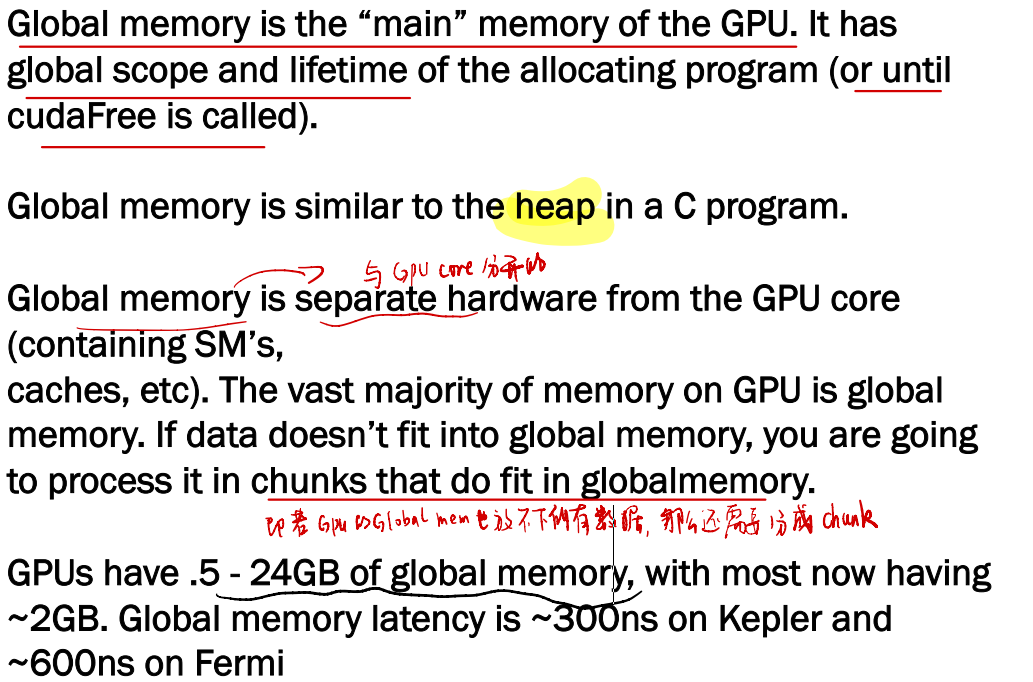 Global memory is the “main” memory of the GPU. It has
global scope and lifetime of the allocating program (or until
cudaFree is called).
Global memory is similar to the heap in a C program.
与 GPU core 分开的
Global memory is separate hardware from the GPU core
(containing SM’s,
caches, etc). The vast majority of memory on GPU is global
memory. If data doesn’t fit into global memory, you are going
to process it in chunks that do fit in globalmemory.
即若 GPU 的 Global mem 也放不下所有数据, 那么还需要分成 chunk
GPUs have .5 - 24GB of global memory, with most now having
~2GB. Global memory latency is ~300ns on Kepler and
~600ns on Fermi